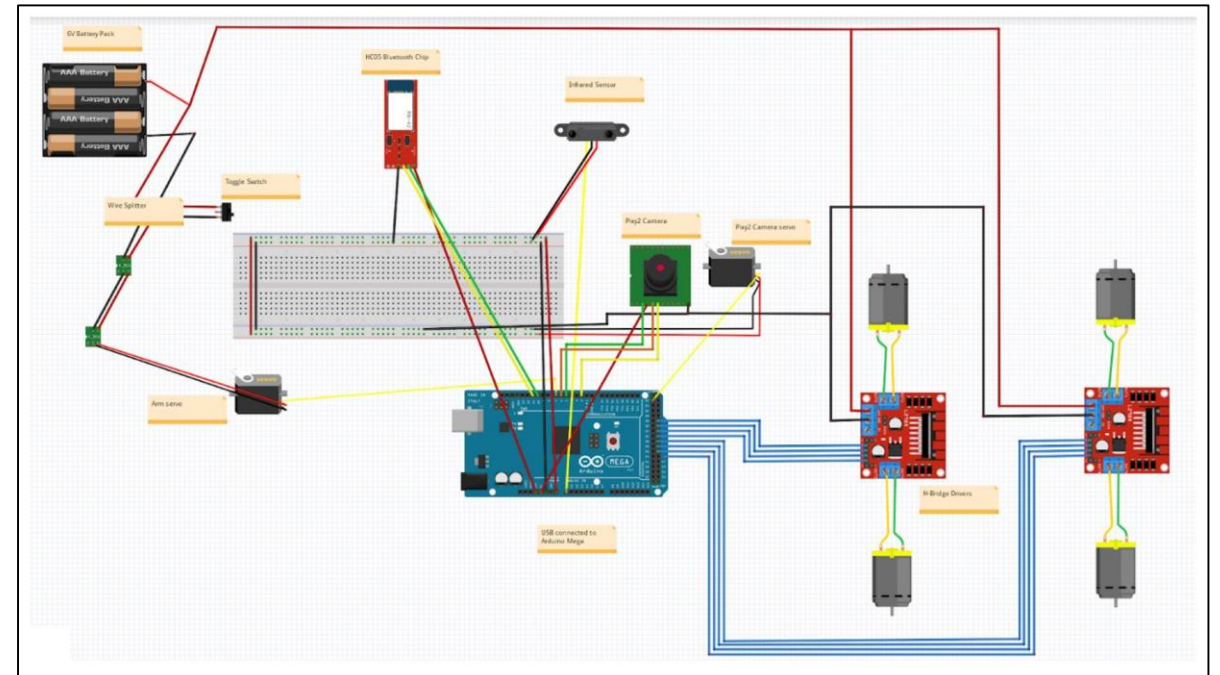 6V Battery Pack
AAA Battery
AAA Battery
AAA Battery
AAA Battery
HC05 Bluetooth Chip
Infrared Sensor
Toggle Switch
Wire Splitter
Pixy2 Camera
Pixy2 Camera servo
Arm servo
H-Bridge Drivers
USB connected to
Arduino Mega
MEGA
Arduino